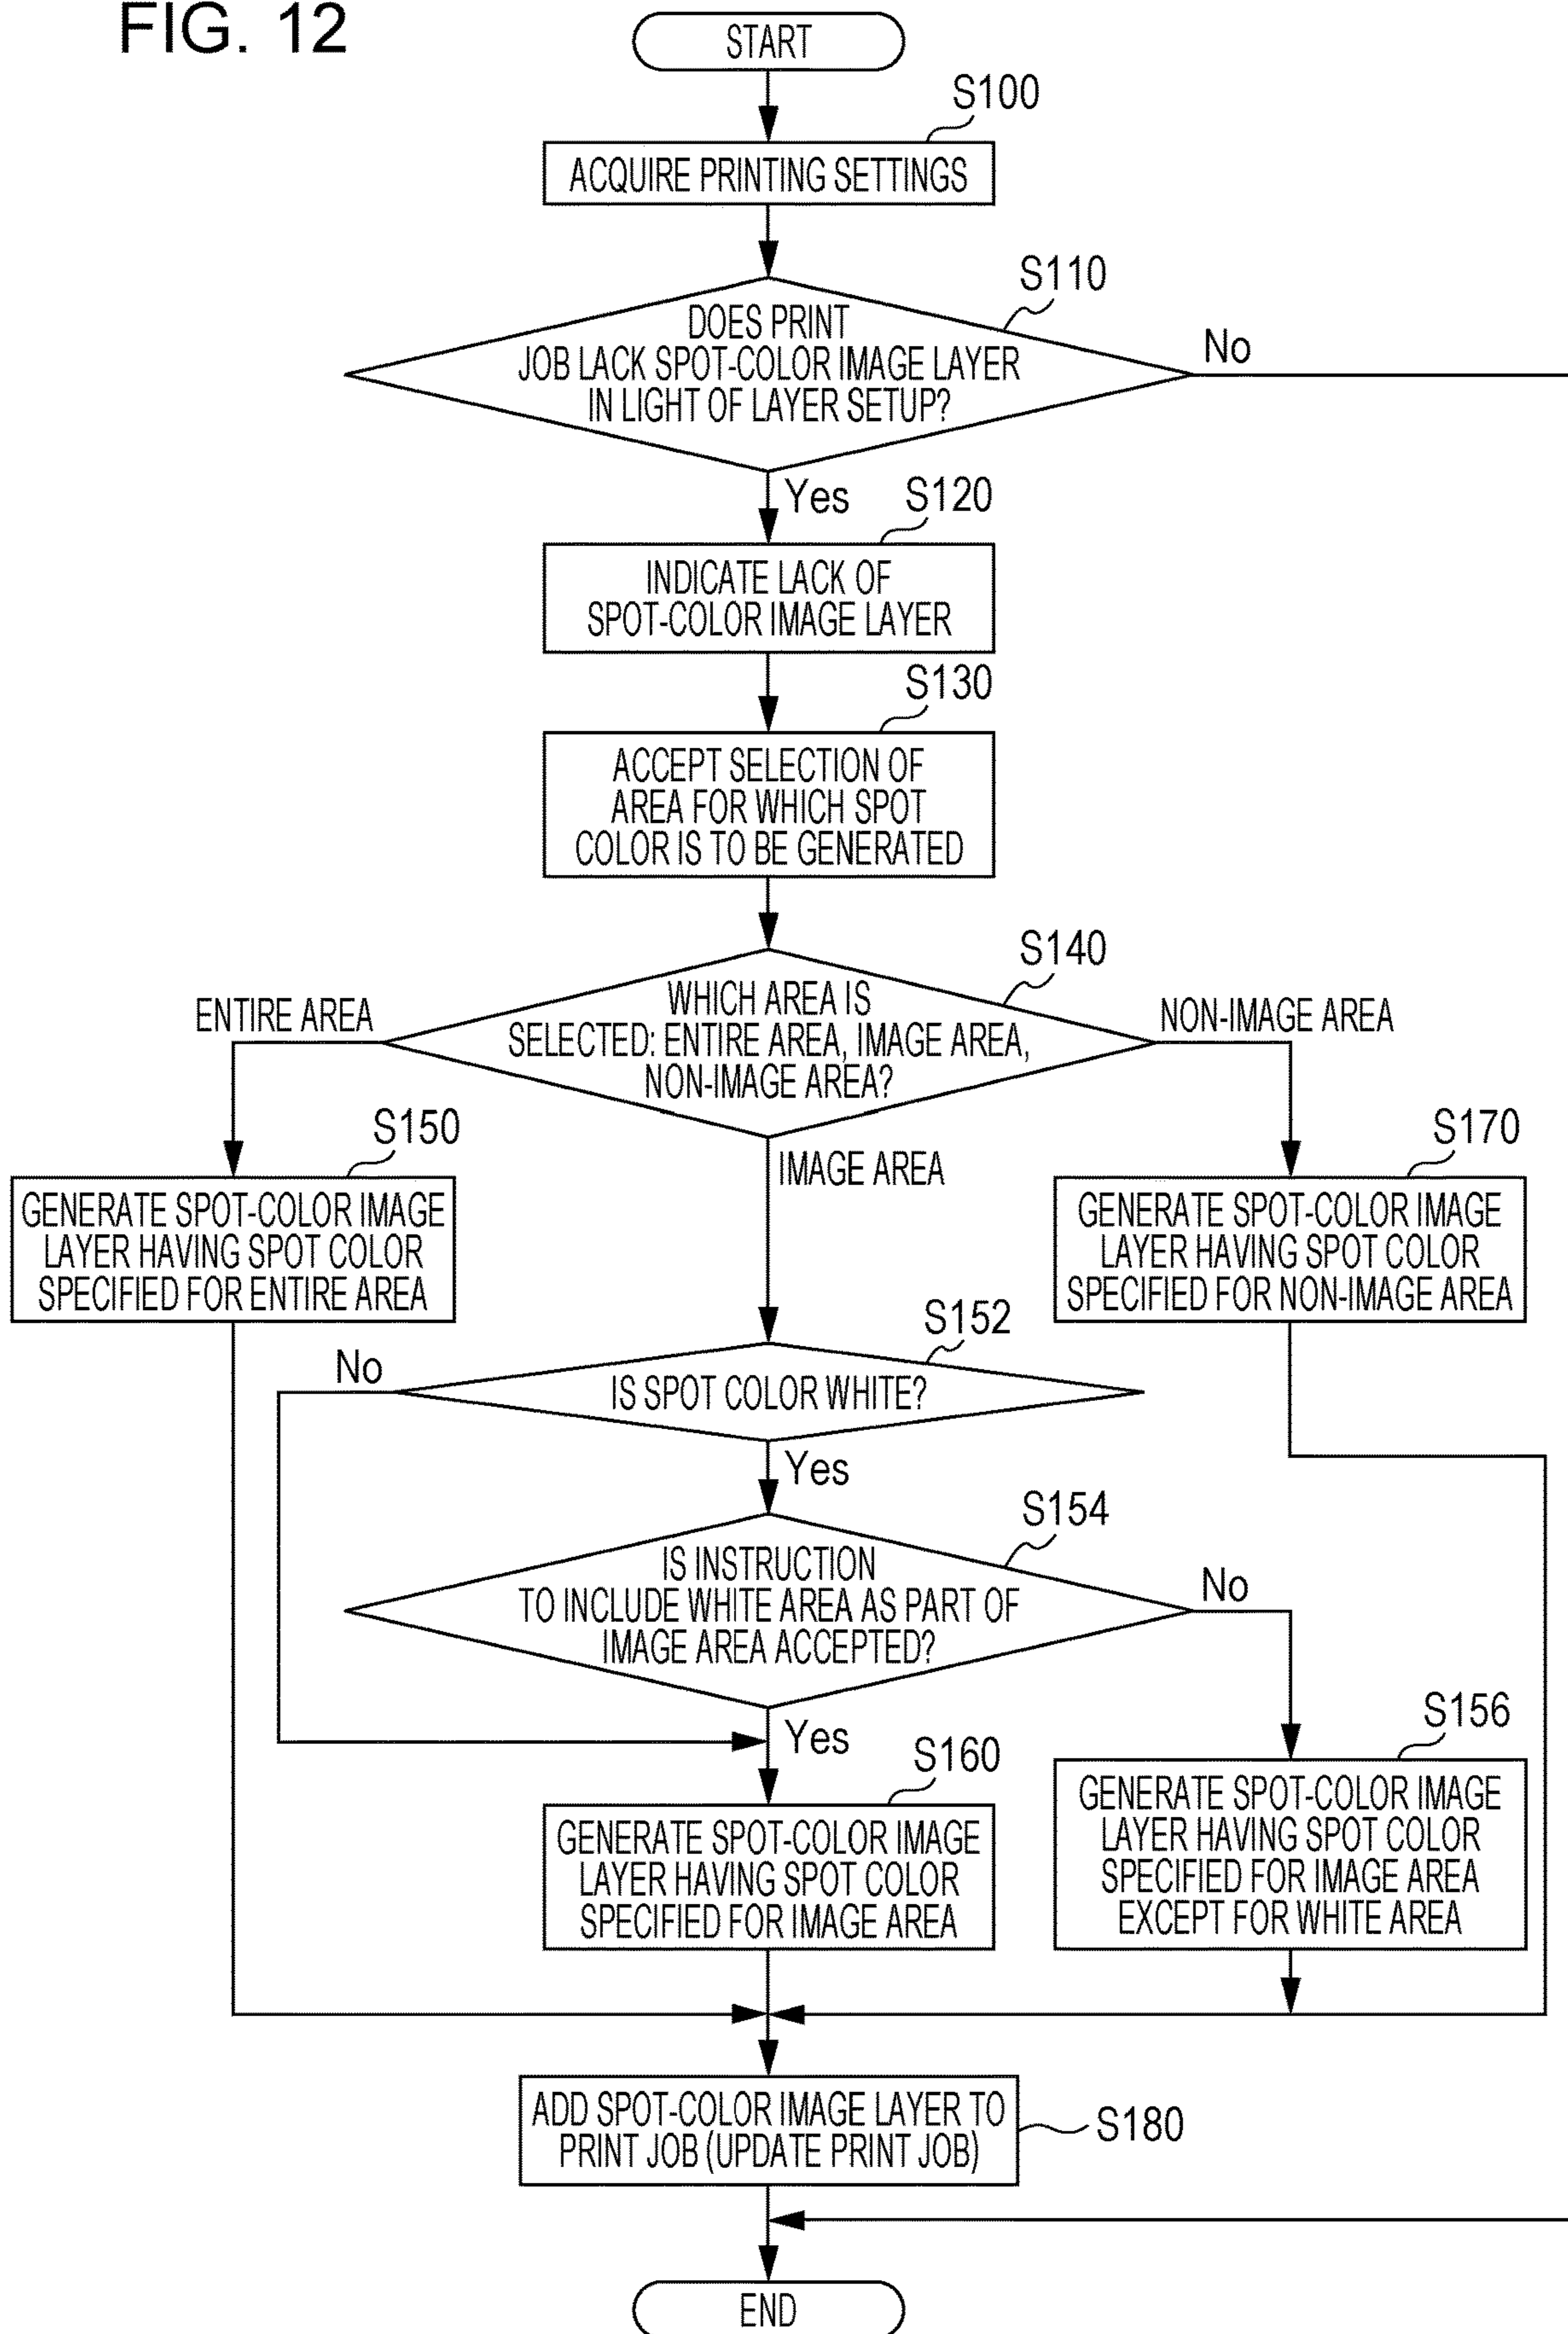 FIG. 12
START
S100
ACQUIRE PRINTING SETTINGS
S110
DOES PRINT
JOB LACK SPOT-COLOR IMAGE LAYER
IN LIGHT OF LAYER SETUP?
No
Yes
S120
INDICATE LACK OF
SPOT-COLOR IMAGE LAYER
S130
ACCEPT SELECTION OF
AREA FOR WHICH SPOT
COLOR IS TO BE GENERATED
S140
WHICH AREA IS
SELECTED: ENTIRE AREA, IMAGE AREA,
NON-IMAGE AREA?
ENTIRE AREA
NON-IMAGE AREA
IMAGE AREA
S150
GENERATE SPOT-COLOR IMAGE
LAYER HAVING SPOT COLOR
SPECIFIED FOR ENTIRE AREA
S170
GENERATE SPOT-COLOR IMAGE
LAYER HAVING SPOT COLOR
SPECIFIED FOR NON-IMAGE AREA
S152
No
IS SPOT COLOR WHITE?
Yes
S154
IS INSTRUCTION
TO INCLUDE WHITE AREA AS PART OF
IMAGE AREA ACCEPTED?
No
Yes
S160
GENERATE SPOT-COLOR IMAGE
LAYER HAVING SPOT COLOR
SPECIFIED FOR IMAGE AREA
S156
GENERATE SPOT-COLOR IMAGE
LAYER HAVING SPOT COLOR
SPECIFIED FOR IMAGE AREA
EXCEPT FOR WHITE AREA
ADD SPOT-COLOR IMAGE LAYER TO
PRINT JOB (UPDATE PRINT JOB)
S180
END